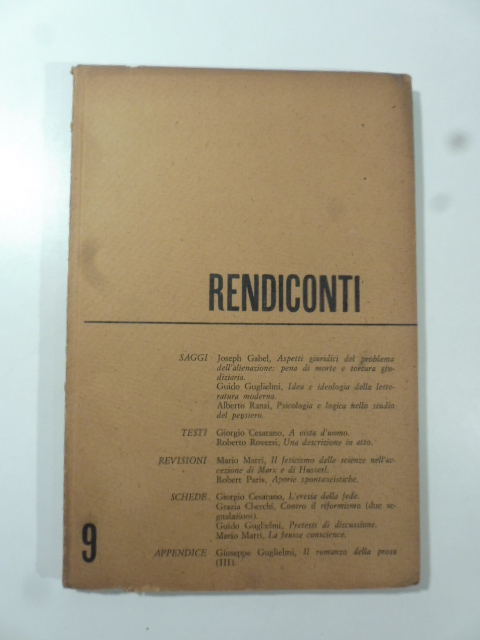 RENDICONTI
SAGGI Joseph Gabel, Aspetti giuridici del problema
dell'alienazione: pena di morte e tortura giu-
diziaria.
Guido Guglielmi, Idea e ideologia della lette-
ratura moderna.
Alberto Ranzi, Psicologia e logica nello studio
del pensiero.
TESTI Giorgio Cesarano, A vista d'uomo.
Roberto Roversi, Una descrizione in atto.
REVISIONI Mario Matri, Il feticismo delle scienze nell'ac-
cezione di Marx e di Husserl.
Robert Paris, Aporie spontaneistiche.
SCHEDE Giorgio Cesarano, L'eresia della fede.
Grazia Cherchi, Contro il riformismo (due se-
gnalazioni).
Guido Guglielmi, Pretesti di discussione.
Mario Matri, La fausse conscience.
APPENDICE Giuseppe Guglielmi, Il romanzo della prosa
(III).
9